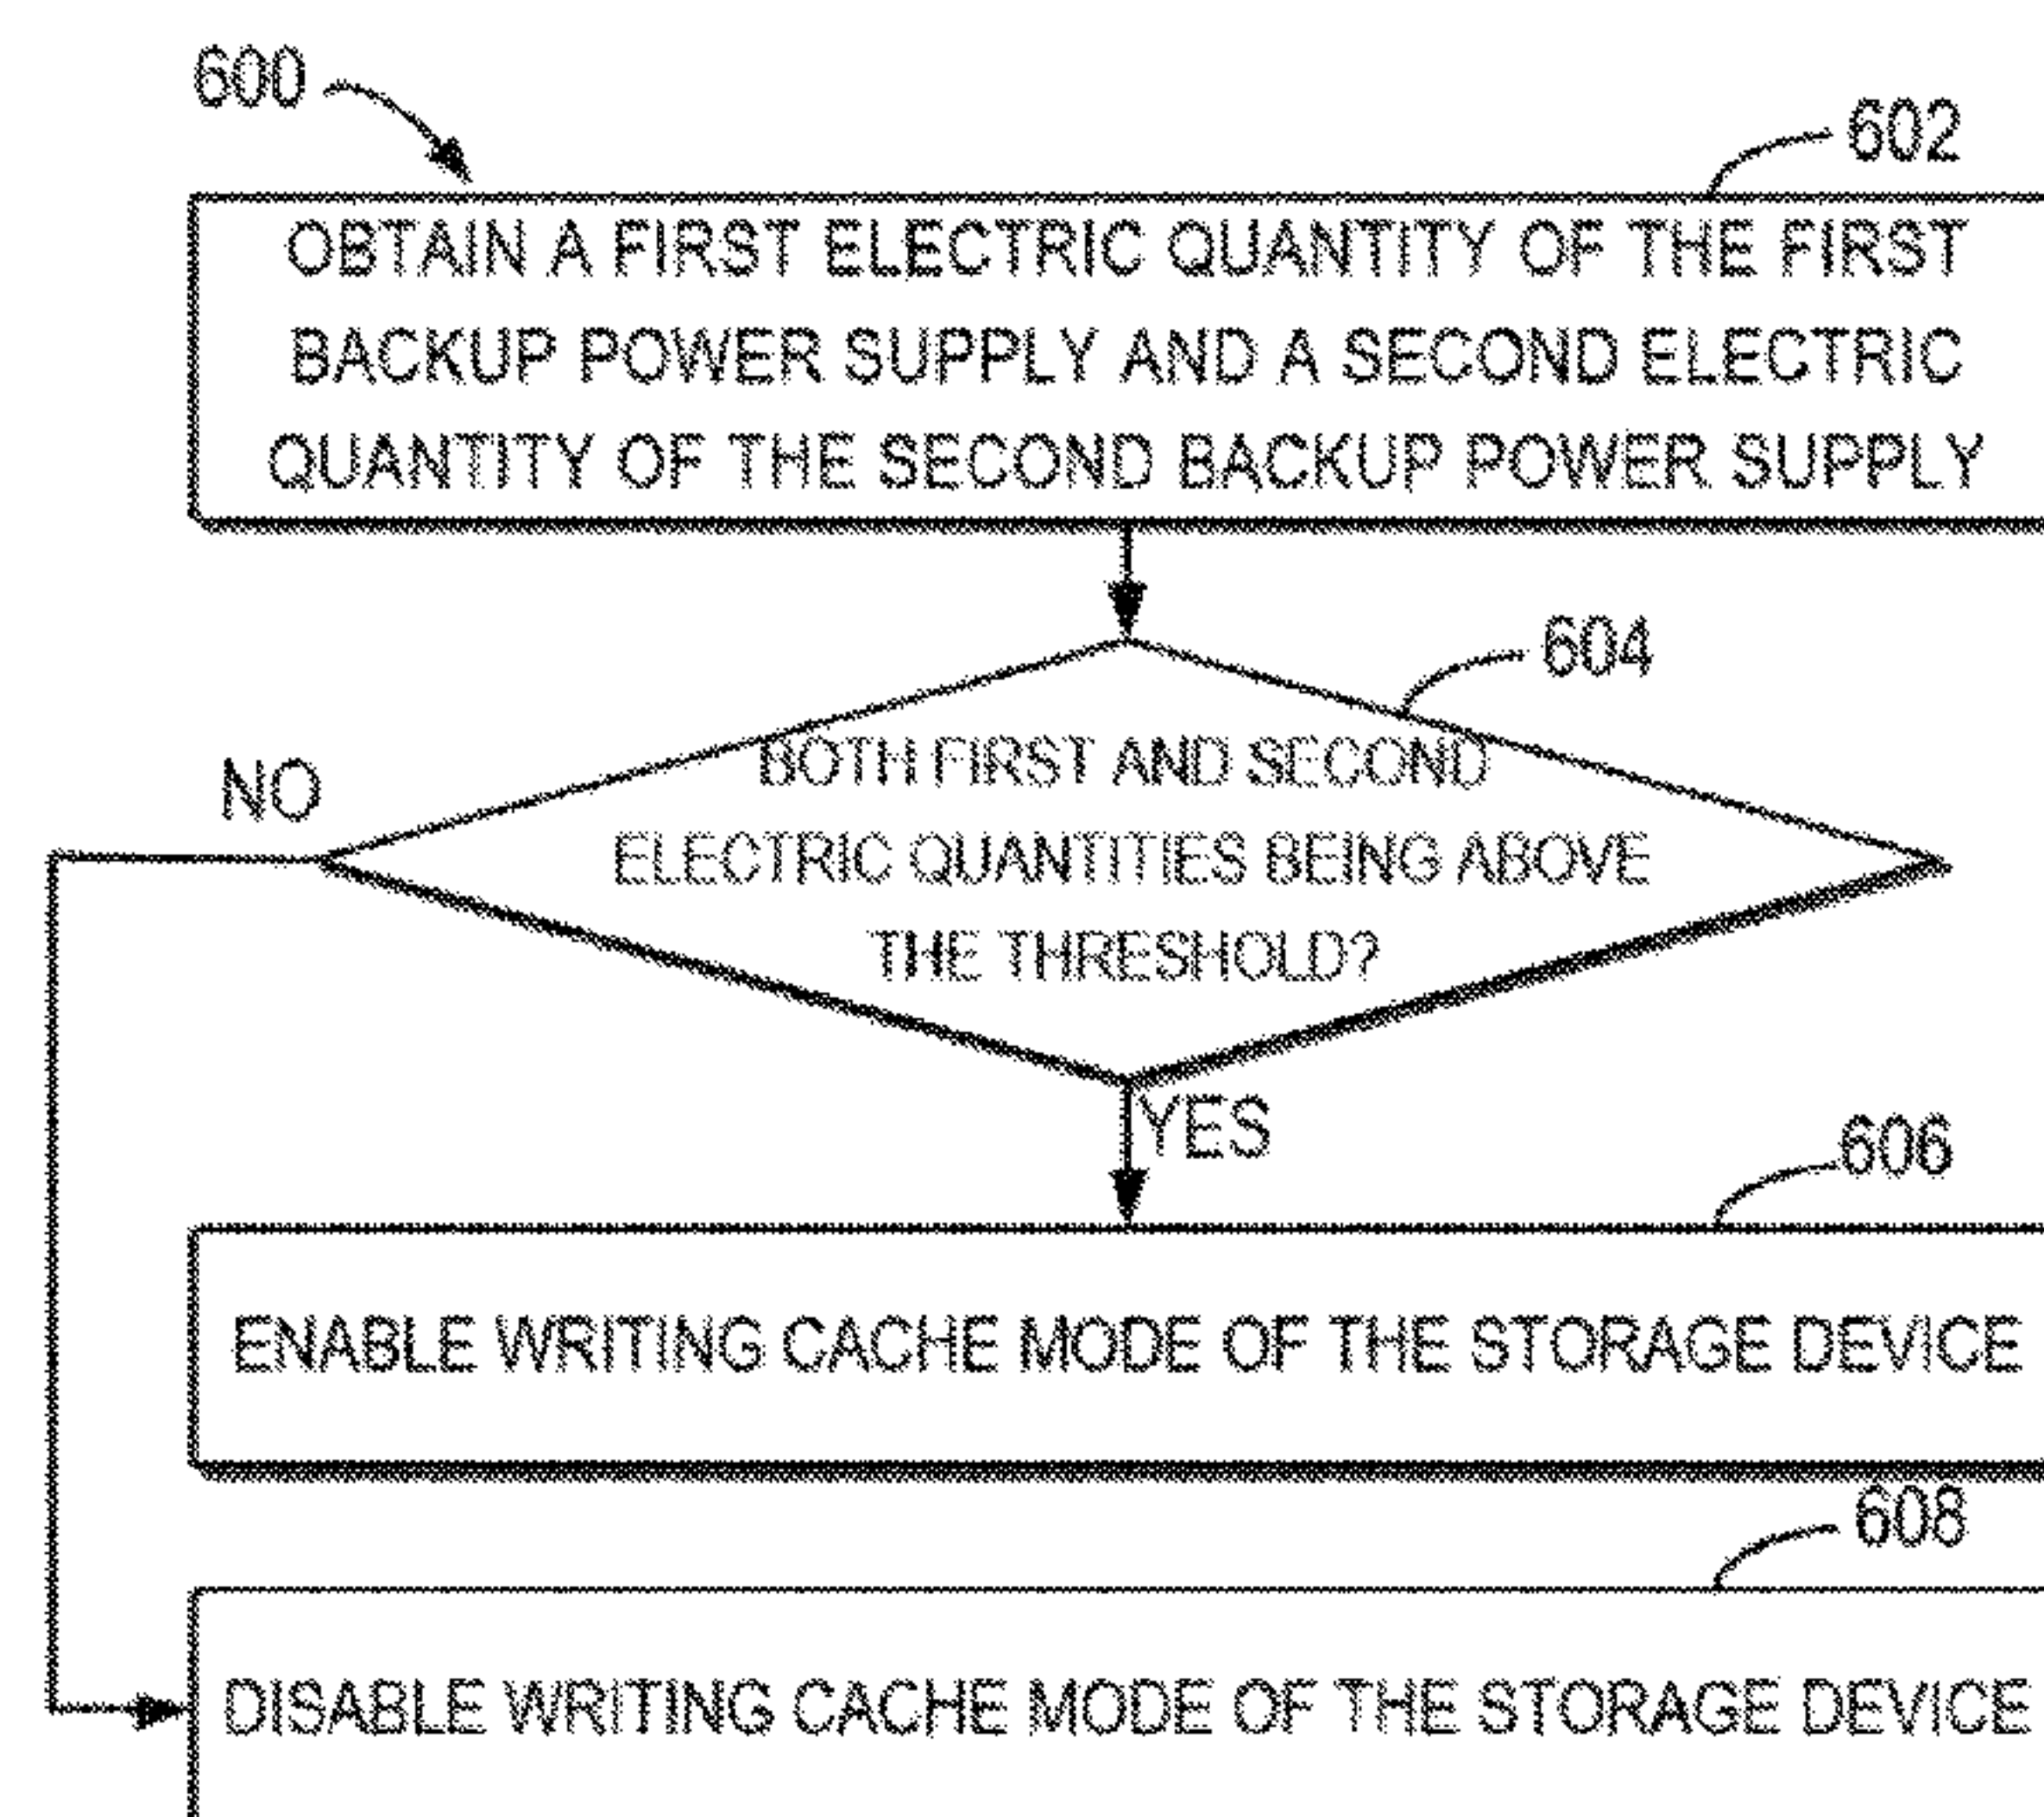 600
602
OBTAIN A FIRST ELECTRIC QUANTITY OF THE FIRST
BACKUP POWER SUPPLY AND A SECOND ELECTRIC
QUANTITY OF THE SECOND BACKUP POWER SUPPLY
604
BOTH FIRST AND SECOND
NO
ELECTRIC QUANTITIES BEING ABOVE
THE THRESHOLD?
YES
606
ENABLE WRITING CACHE MODE OF THE STORAGE DEVICE
608
DISABLE WRITING CACHE MODE OF THE STORAGE DEVICE